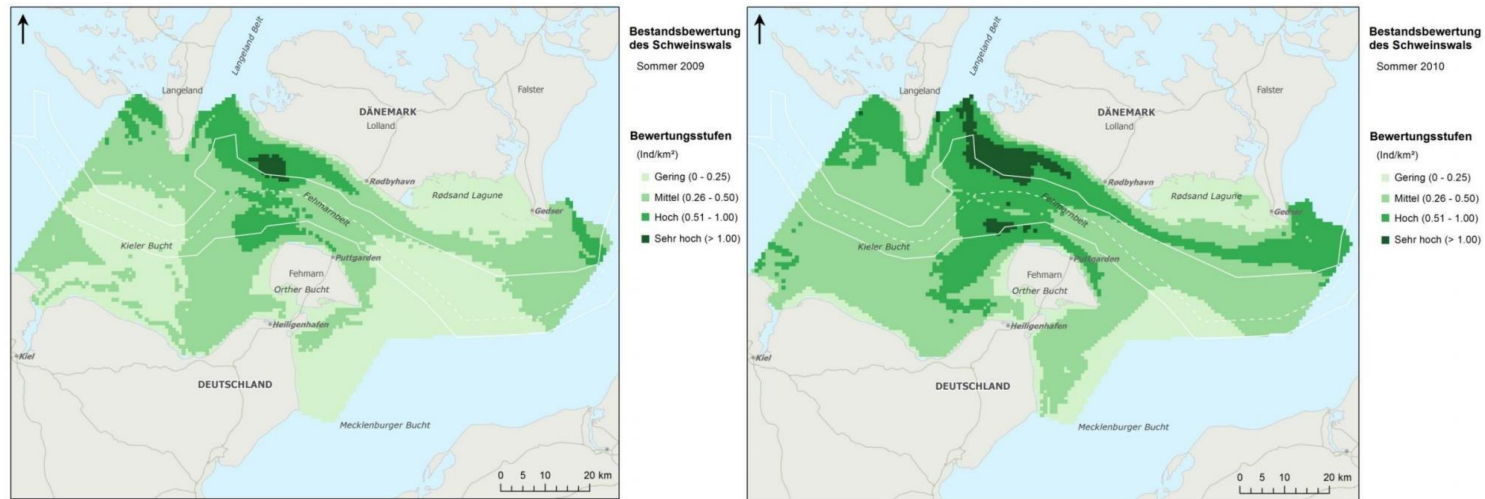 Langeland Belt
Langeland
DÄNEMARK
Lolland
Falster
Rødbyhavn
Rødsand Lagune
Gedser
Fehmarnbelt
Kieler Bucht
Puttgarden
Fehmarn
Orther Bucht
Heiligenhafen
Kiel
DEUTSCHLAND
Mecklenburger Bucht
0 5 10 20 km
Bestandsbewertung
des Schweinswals
Sommer 2009
Bewertungsstufen
(Ind/km²)
Gering (0 - 0.25)
Mittel (0.26 - 0.50)
Hoch (0.51 - 1.00)
Sehr hoch (> 1.00)
Langeland Belt
Langeland
DÄNEMARK
Lolland
Falster
Rødbyhavn
Rødsand Lagune
Gedser
Fehmarnbelt
Kieler Bucht
Puttgarden
Fehmarn
Orther Bucht
Heiligenhafen
Kiel
DEUTSCHLAND
Mecklenburger Bucht
0 5 10 20 km
Bestandsbewertung
des Schweinswals
Sommer 2010
Bewertungsstufen
(Ind/km²)
Gering (0 - 0.25)
Mittel (0.26 - 0.50)
Hoch (0.51 - 1.00)
Sehr hoch (> 1.00)